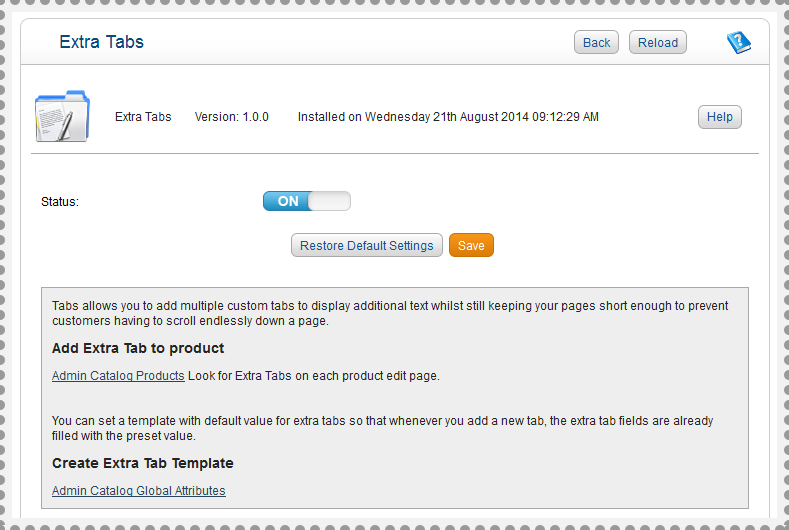 Extra Tabs
Back
Reload
Extra Tabs
Version: 1.0.0
Installed on Wednesday 21th August 2014 09:12:29 AM
Help
Status:
ON
Restore Default Settings
Save
Tabs allows you to add multiple custom tabs to display additional text whilst still keeping your pages short enough to prevent
customers having to scroll endlessly down a page.
Add Extra Tab to product
Admin Catalog Products Look for Extra Tabs on each product edit page.
You can set a template with default value for extra tabs so that whenever you add a new tab, the extra tab fields are already
filled with the preset value.
Create Extra Tab Template
Admin Catalog Global Attributes